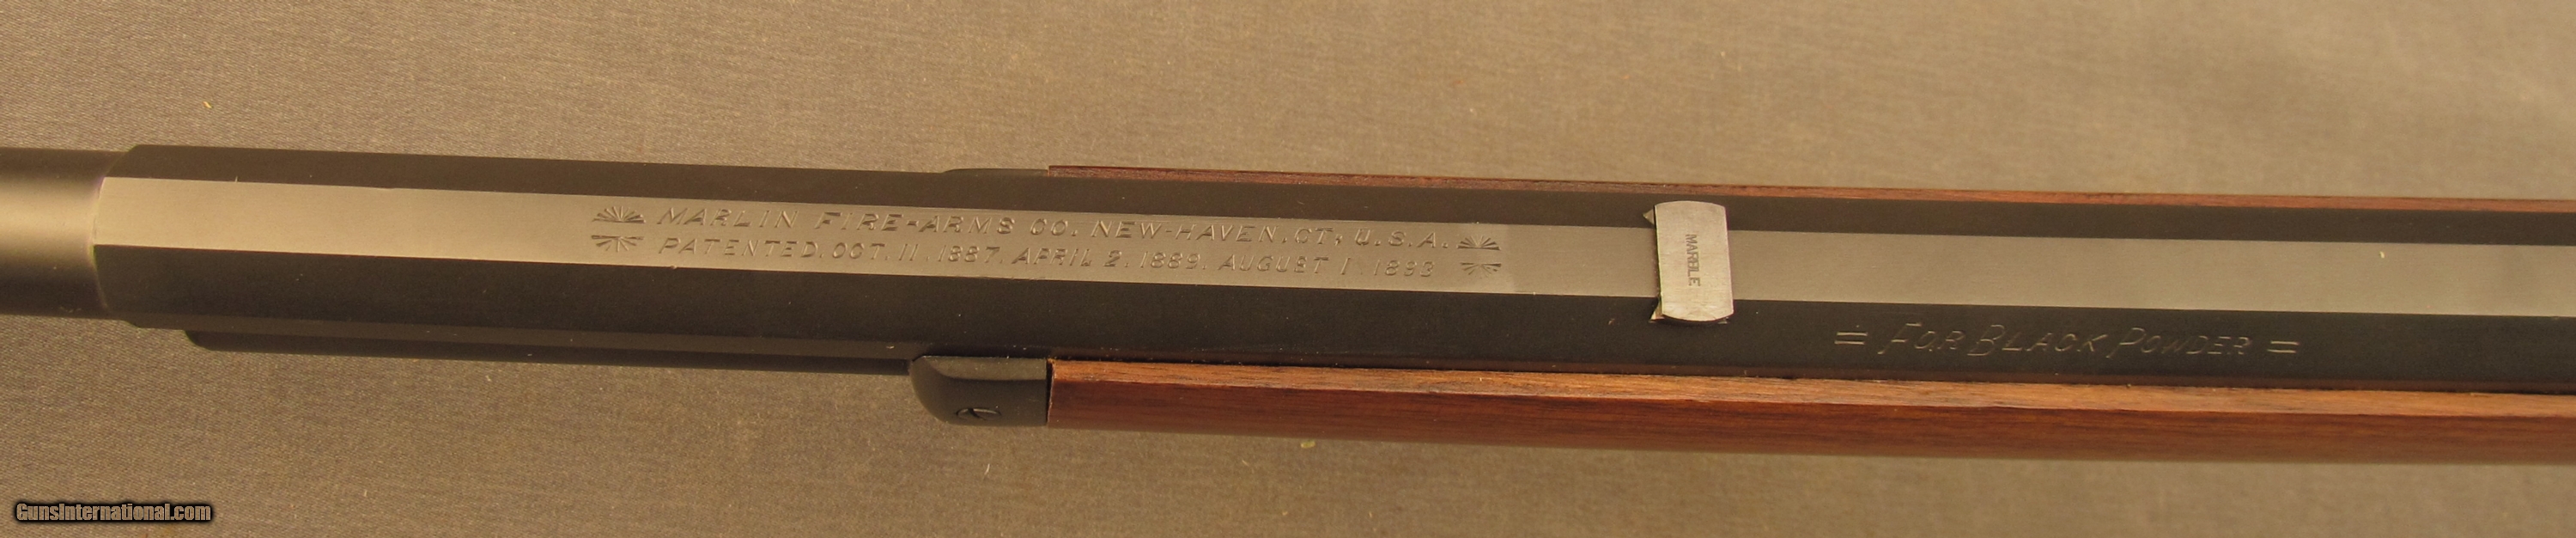 MARLIN FIRE-ARMS CO. NEW-HAVEN.CT, U.S.A.
PATENTED.OCT.11.1887.APRIL 2.1889.AUGUST 1.1893
MARBLE
= FOR BLACK POWDER =
GunsInternational.com